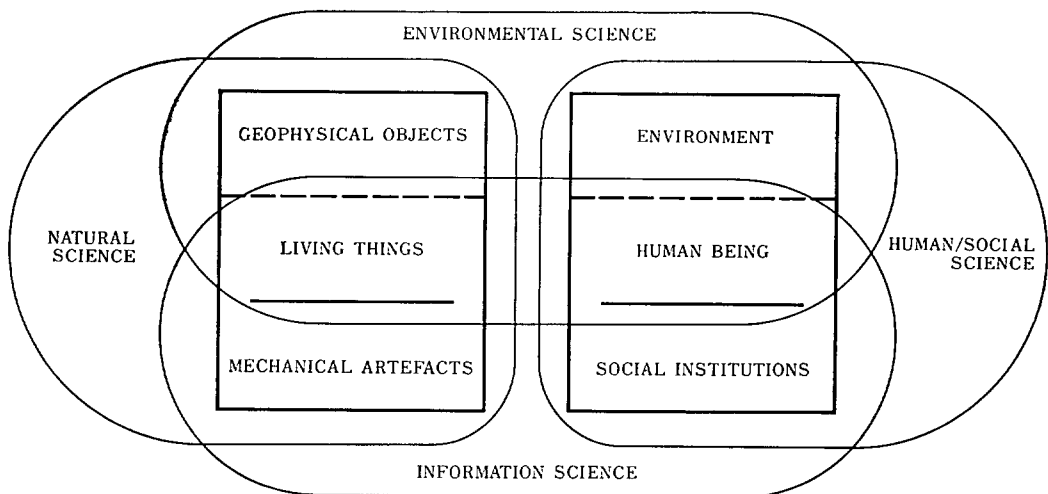 ENVIRONMENTAL SCIENCE
GEOPHYSICAL OBJECTS
ENVIRONMENT
NATURAL
SCIENCE
LIVING THINGS
HUMAN BEING
HUMAN/SOCIAL
SCIENCE
MECHANICAL ARTEFACTS
SOCIAL INSTITUTIONS
INFORMATION SCIENCE